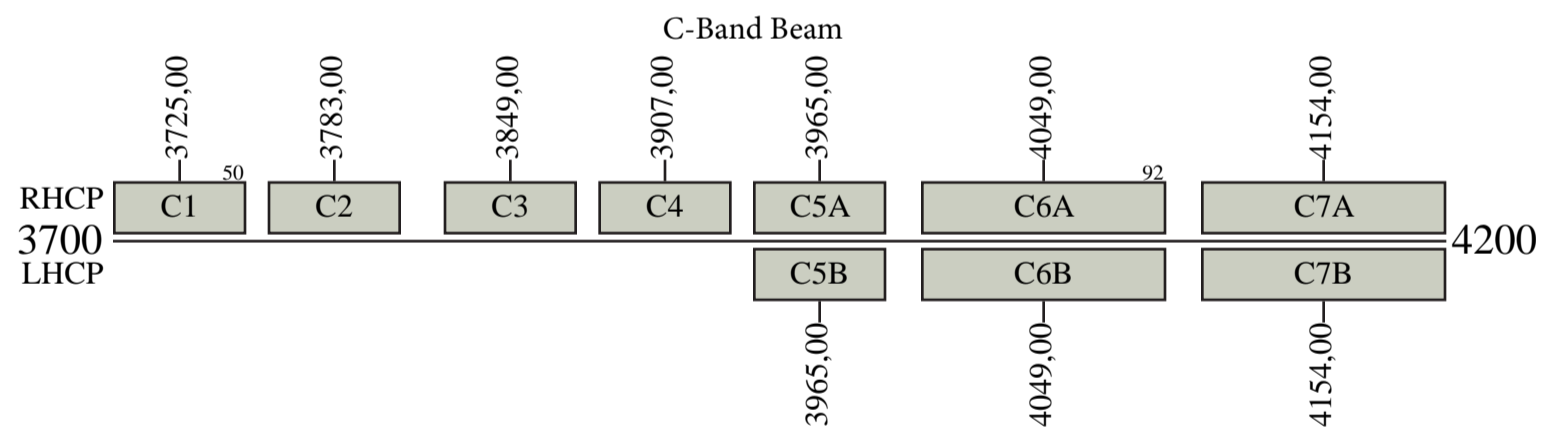 C-Band Beam
3725,00 3783,00 3849,00 3907,00 3965,00 4049,00 4154,00
50 92
RHCP C1 C2 C3 C4 C5A C6A C7A
3700 4200
LHCP C5B C6B C7B
3965,00 4049,00 4154,00